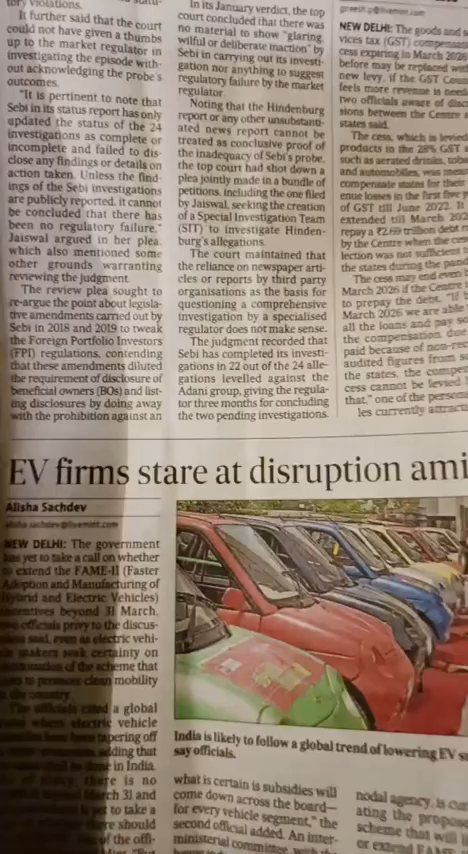 tory violations.
It further said that the court
could not have given a thumbs
up to the market regulator in
investigating the episode with-
out acknowledging the probe's
outcomes.
"It is pertinent to note that
Sebi in its status report has only
updated the status of the 24
investigations as complete or
incomplete and failed to dis-
close any findings or details on
action taken. Unless the find-
ings of the Sebi investigations
are publicly reported, it cannot
be concluded that there has
been no regulatory failure,"
Jaiswal argued in her plea,
which also mentioned some
other grounds warranting
reviewing the judgment.
The review plea sought to
re-argue the point about legisla-
tive amendments carried out by
Sebi in 2018 and 2019 to tweak
the Foreign Portfolio Investors
(FPI) regulations, contending
that these amendments diluted
the requirement of disclosure of
beneficial owners (BOs) and list-
ing disclosures by doing away
with the prohibition against an
In its January verdict, the top
court concluded that there was
no material to show "glaring,
wilful or deliberate inaction" by
Sebi in carrying out its investi-
gation nor anything to suggest
regulatory failure by the market
regulator.
Noting that the Hindenburg
report or any other unsubstanti-
ated news report cannot be
treated as conclusive proof of
the inadequacy of Sebi's probe,
the top court had shot down a
plea jointly made in a bundle of
petitions, including the one filed
by Jaiswal, seeking the creation
of a Special Investigation Team
(SIT) to investigate Hinden-
burg's allegations.
The court maintained that
the reliance on newspaper arti-
cles or reports by third party
organisations as the basis for
questioning a comprehensive
investigation by a specialised
regulator does not make sense.
The judgment recorded that
Sebi has completed its investi-
gations in 22 out of the 24 alle-
gations levelled against the
Adani group, giving the regula-
tor three months for concluding
the two pending investigations.
NEW DELHI: The goods and s
vices tax (GST) compensa
cess expiring in March 2026
before may be replaced wit
new levy, if the GST Coun
feels more revenue is need
two officials aware of disc
sions between the Centre a
states said.
The cess, which is levie
products in the 28% GST s
such as aerated drinks, toba
and automobiles, was mea
compensate states for their
enue losses in the first five y
of GST till June 2022. It
extended till March 202
repay a ₹2.69 trillion debt r
by the Centre when the ce
lection was not sufficient
the states during the pand
The cess may end even
March 2026 if the Centre
to prepay the debt. "If
March 2026 we are able
all the loans and pay so
the compensation due
paid because of non-rec
audited figures from s
the states, the compe
cess cannot be levied
that," one of the person
les currently attract
EV firms stare at disruption ami
Alisha Sachdev
alisha.sachdev@livemint.com
NEW DELHI: The government
has yet to take a call on whether
to extend the FAME-II (Faster
Adoption and Manufacturing of
Hybrid and Electric Vehicles)
incentives beyond 31 March,
two officials privy to the discus-
sions said, even as electric vehi-
makers seek certainty on
of the scheme that
to promote clean mobility
the country.
The officials cited a global
where electric vehicle
tapering off
adding that
in India.
there is no
March 31 and
yet to take a
there should
of the offi-
India is likely to follow a global trend of lowering EV su
say officials.
what is certain is subsidies will
come down across the board—
for every vehicle segment," the
second official added. An inter-
ministerial committee with the
nodal agency, is cur
ating the propos
scheme that will
or extend FAME